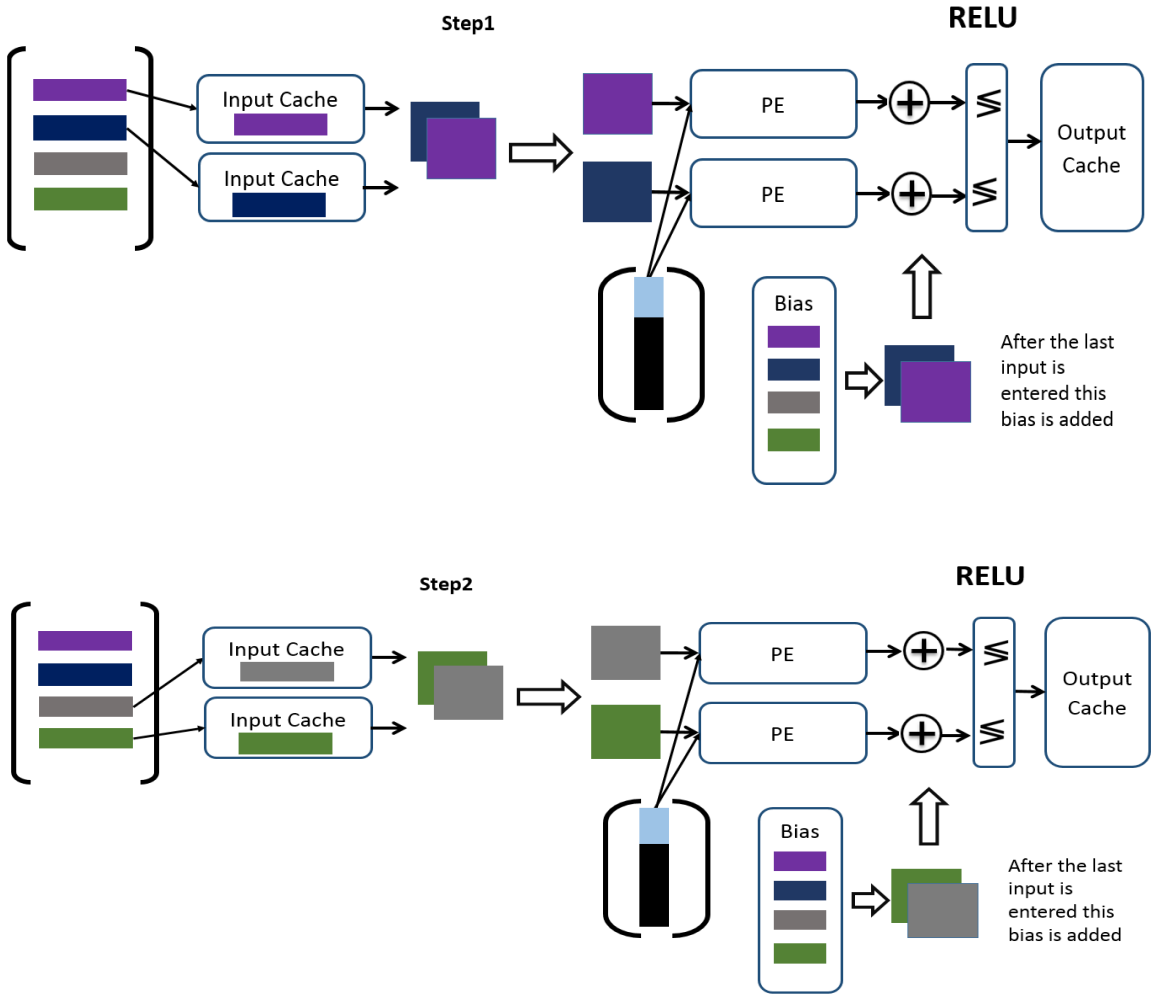 Step1
RELU
Input Cache
Input Cache
PE
PE
+
+
≦
≦
Output
Cache
Bias
After the last
input is
entered this
bias is added
Step2
RELU
Input Cache
Input Cache
PE
PE
+
+
≦
≦
Output
Cache
Bias
After the last
input is
entered this
bias is added